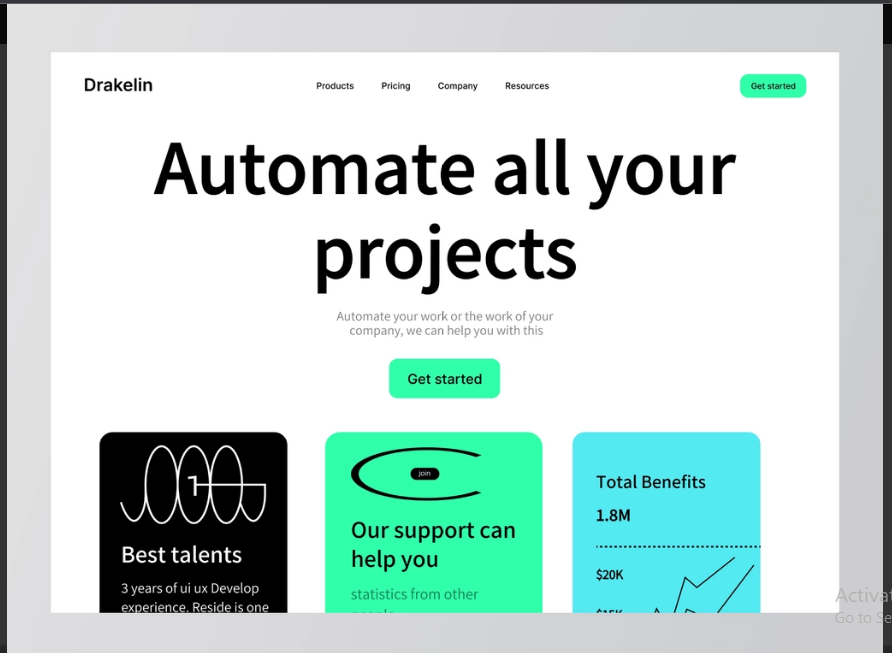 Drakelin
Products
Pricing
Company
Resources
Get started
Automate all your
projects
Automate your work or the work of your
company, we can help you with this
Get started
1
Best talents
3 years of ui ux Develop
experience. Reside is one
join
Our support can
help you
statistics from other
Total Benefits
1.8M
$20K
Go to Se